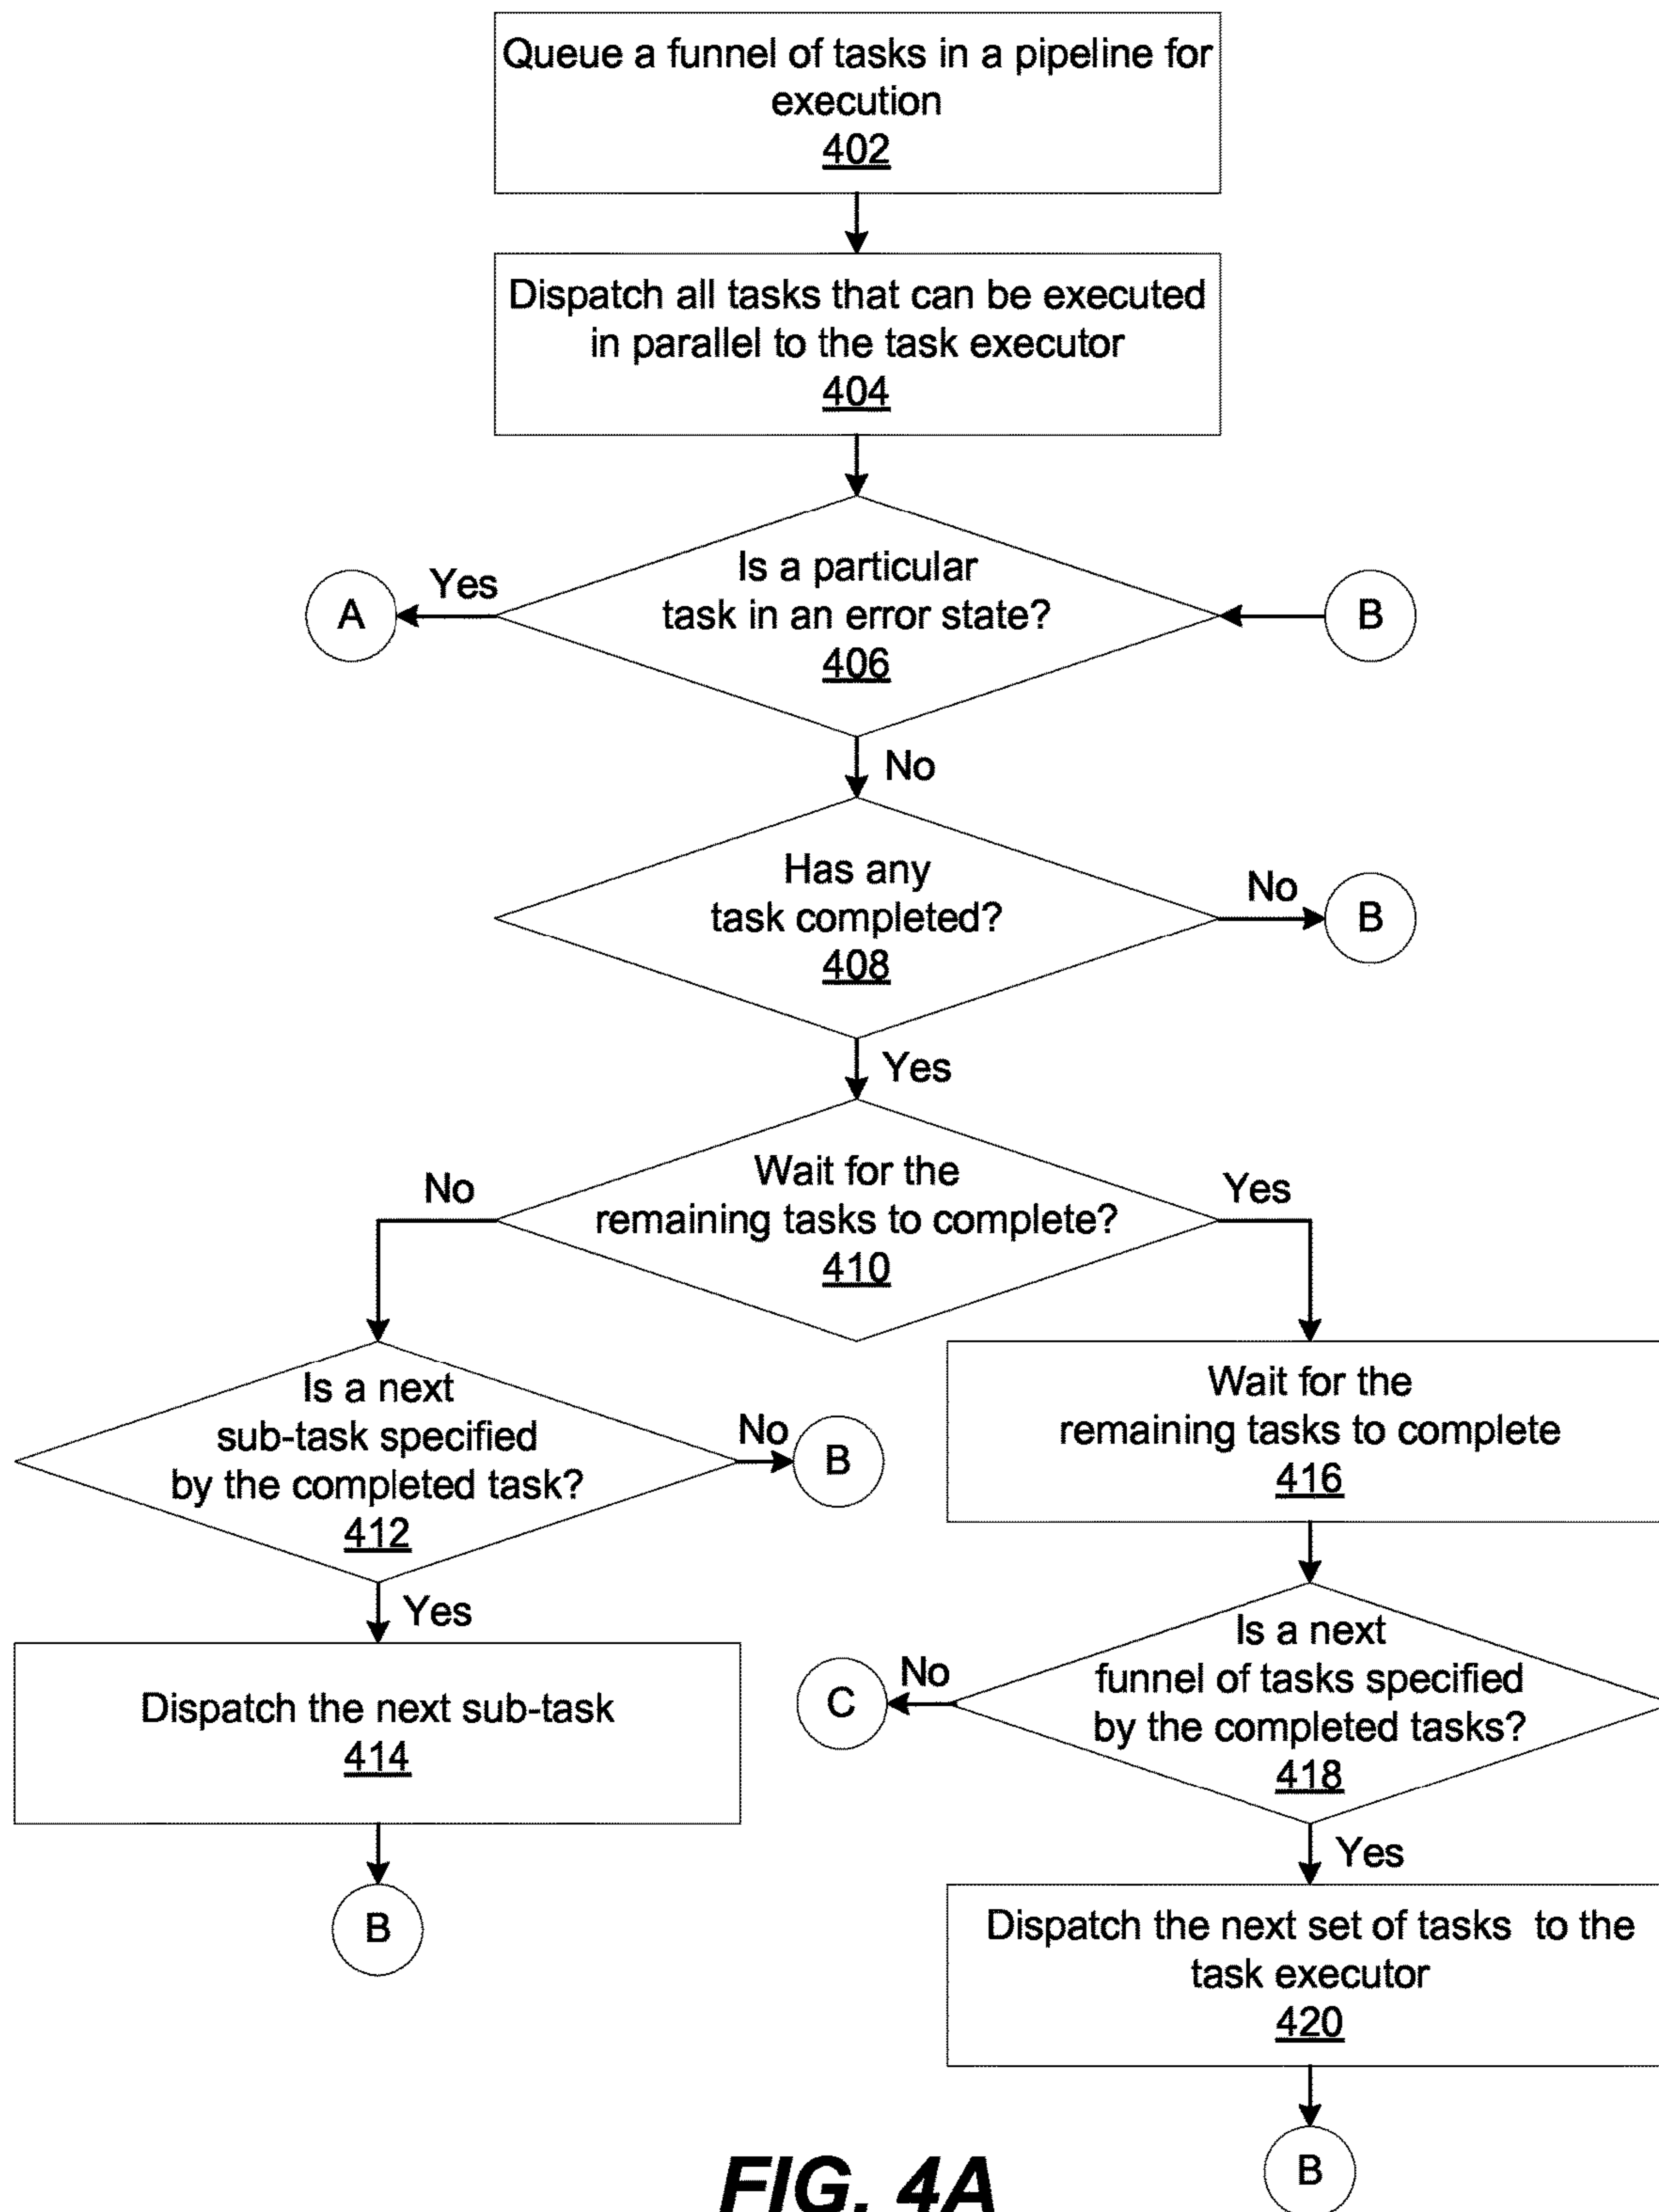 Queue a funnel of tasks in a pipeline for
execution
402
Dispatch all tasks that can be executed
in parallel to the task executor
404
Is a particular
task in an error state?
406
Yes
A
B
No
Has any
task completed?
408
No
B
Yes
Wait for the
remaining tasks to complete?
410
No
Yes
Is a next
sub-task specified
by the completed task?
412
No
B
Wait for the
remaining tasks to complete
416
Yes
Dispatch the next sub-task
414
B
Is a next
funnel of tasks specified
by the completed tasks?
418
No
C
Yes
Dispatch the next set of tasks to the
task executor
420
B
FIG. 4A